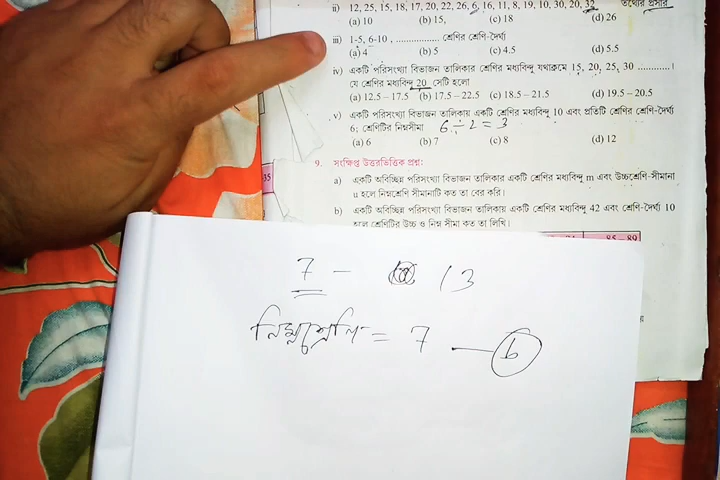 ii) 12, 25, 15, 18, 17, 20, 22, 26, 6, 16, 11, 8, 19, 10, 30, 20, 32 তথ্যের প্রসার
(a) 10 (b) 15, (c) 18 (d) 26
iii) 1-5, 6-10 , ................. শ্রেণির শ্রেণি-দৈর্ঘ্য
(a) 4 (b) 5 (c) 4.5 (d) 5.5
iv) একটি পরিসংখ্যা বিভাজন তালিকার শ্রেণির মধ্যবিন্দু যথাক্রমে 15, 20, 25, 30 ............ ।
যে শ্রেণির মধ্যবিন্দু 20 সেটি হলো
(a) 12.5 – 17.5 (b) 17.5 – 22.5 (c) 18.5 – 21.5 (d) 19.5 – 20.5
v) একটি পরিসংখ্যা বিভাজন তালিকায় একটি শ্রেণির মধ্যবিন্দু 10 এবং প্রতিটি শ্রেণির শ্রেণি-দৈর্ঘ্য
6; শ্রেণিটির নিম্নসীমা 6 ÷ 2 = 3
(a) 6 (b) 7 (c) 8 (d) 12
9. সংক্ষিপ্ত উত্তরভিত্তিক প্রশ্ন:
35
a) একটি অবিচ্ছিন্ন পরিসংখ্যা বিভাজন তালিকার একটি শ্রেণির মধ্যবিন্দু m এবং উচ্চশ্রেণি-সীমানা
u হলে নিম্নশ্রেণি সীমানাটি কত তা বের করি।
b) একটি অবিচ্ছিন্ন পরিসংখ্যা বিভাজন তালিকায় একটি শ্রেণির মধ্যবিন্দু 42 এবং শ্রেণি-দৈর্ঘ্য 10
হলে শ্রেণিটির উচ্চ ও নিম্ন সীমা কত তা লিখি।
85 – 89
7 – 13
নিম্নশ্রেণি = 7 — b